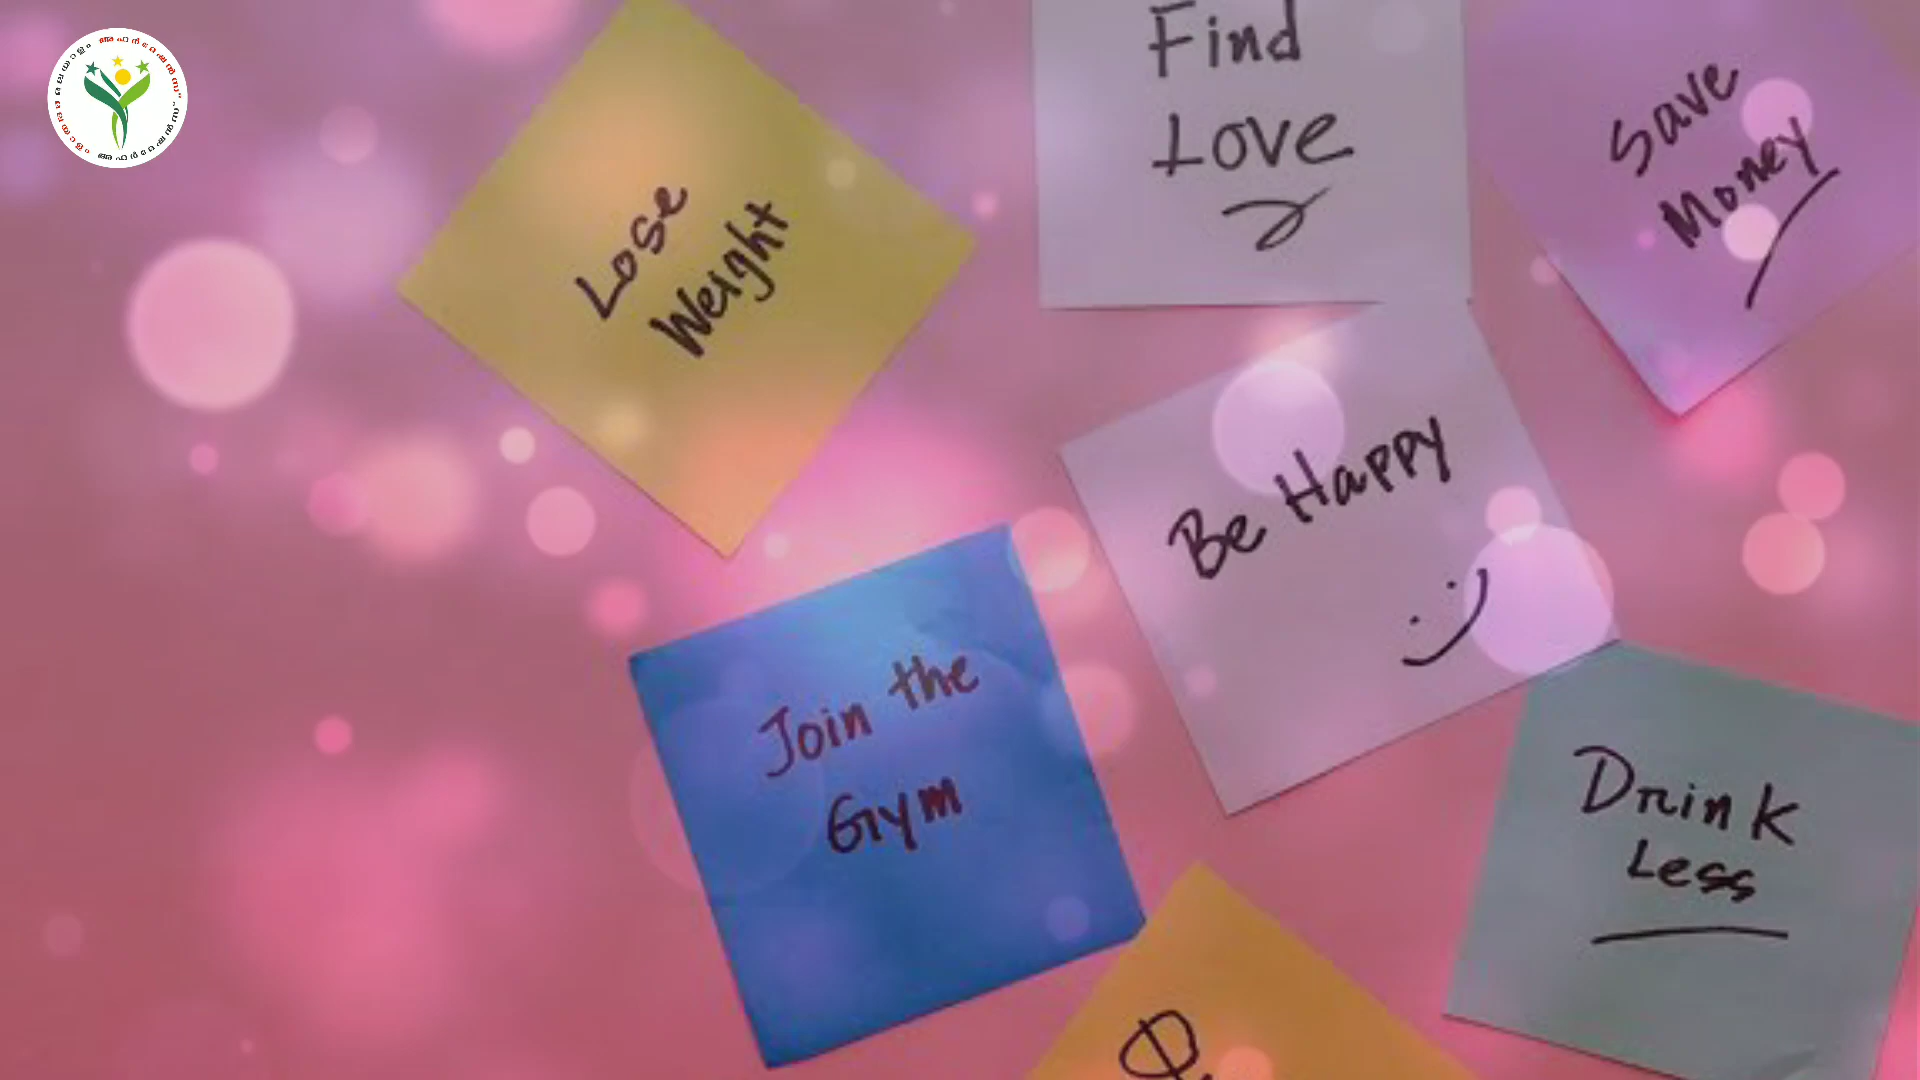 Lose
Weight
Find
Love
Save
Money
Be Happy
Join the
Gym
Drink
Less